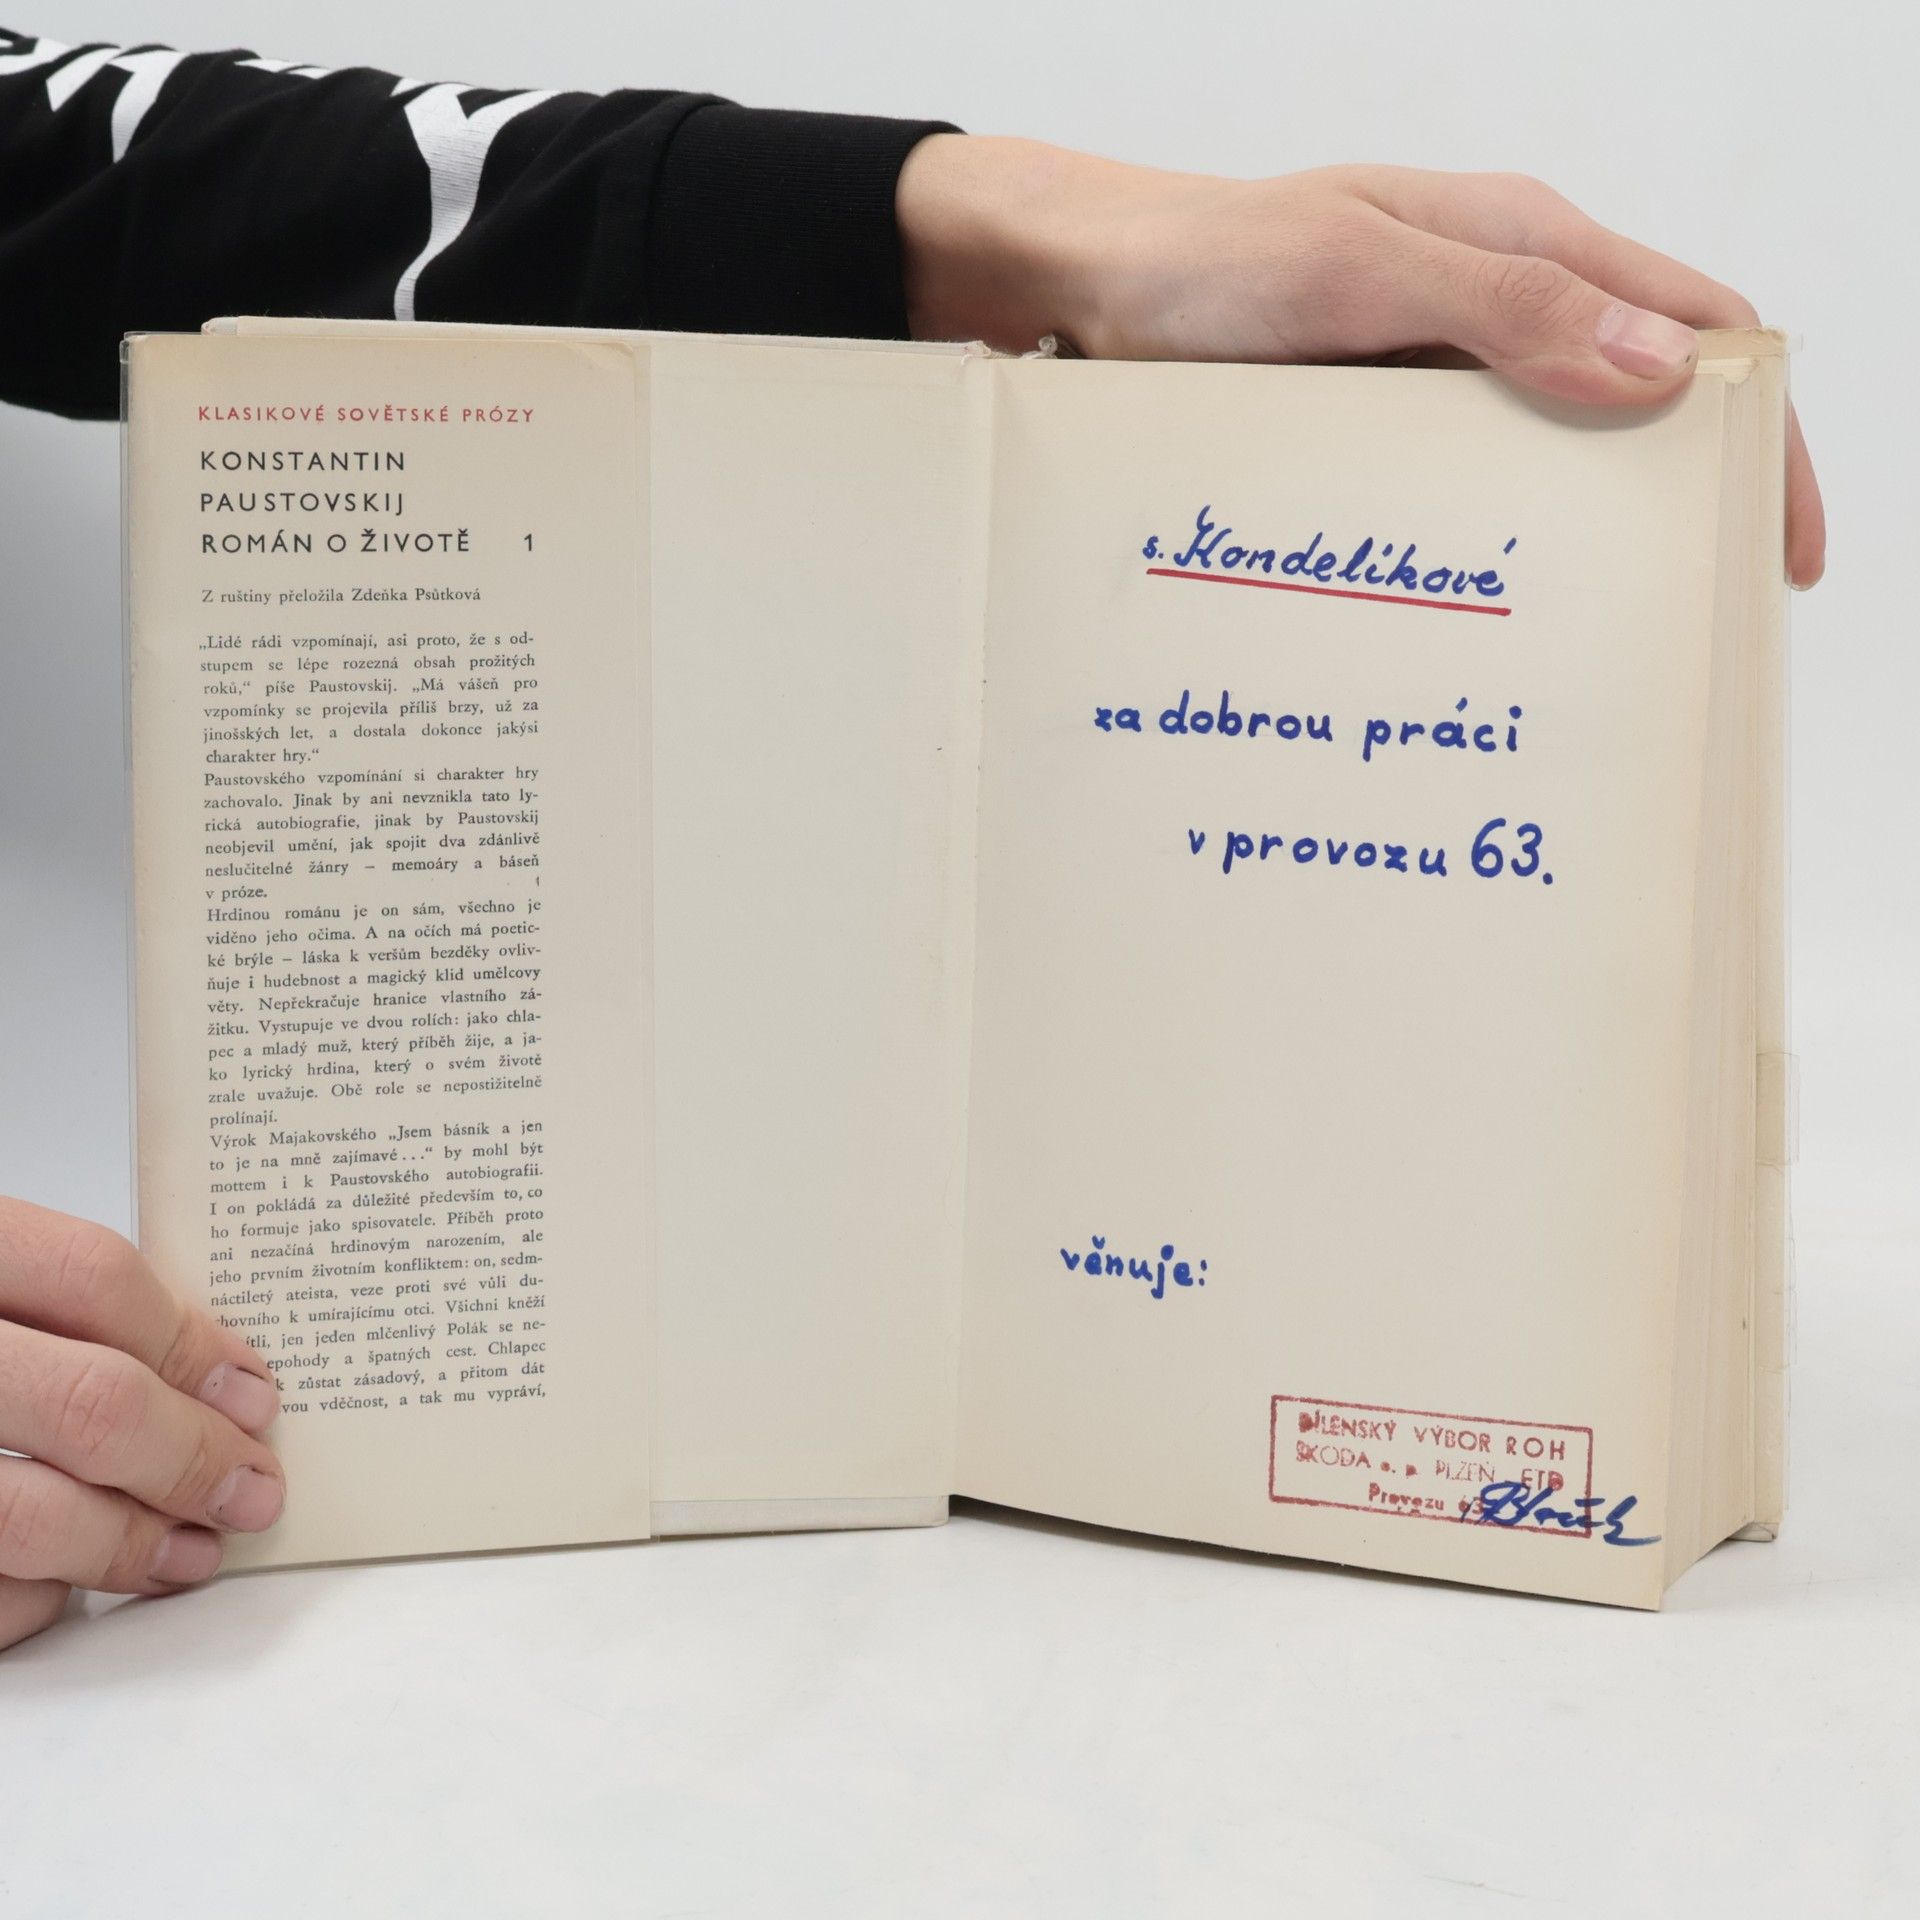 KLASIKOVÉ SOVĚTSKÉ PRÓZY
KONSTANTIN
PAUSTOVSKIJ
ROMÁN O ŽIVOTĚ 1
Z ruštiny přeložila Zdeňka Psůtková
„Lidé rádi vzpomínají, asi proto, že s od-
stupem se lépe rozezná obsah prožitých
roků,“ píše Paustovskij. „Má vášeň pro
vzpomínky se projevila příliš brzy, už za
jinošských let, a dostala dokonce jakýsi
charakter hry.“
Paustovského vzpomínání si charakter hry
zachovalo. Jinak by ani nevznikla tato ly-
rická autobiografie, jinak by Paustovskij
neobjevil umění, jak spojit dva zdánlivě
neslučitelné žánry – memoáry a báseň
v próze.
Hrdinou románu je on sám, všechno je
viděno jeho očima. A na očích má poetic-
ké brýle – láska k veršům bezděky ovliv-
ňuje i hudebnost a magický klid umělcovy
věty. Nepřekračuje hranice vlastního zá-
žitku. Vystupuje ve dvou rolích: jako chla-
pec a mladý muž, který příběh žije, a ja-
ko lyrický hrdina, který o svém životě
zrale uvažuje. Obě role se nepostižitelně
prolínají.
Výrok Majakovského „Jsem básník a jen
to je na mně zajímavé...“ by mohl být
mottem i k Paustovského autobiografii.
I on pokládá za důležité především to, co
ho formuje jako spisovatele. Příběh proto
ani nezačíná hrdinovým narozením, ale
jeho prvním životním konfliktem: on, sedm-
náctiletý ateista, veze proti své vůli du-
chovního k umírajícímu otci. Všichni kněží
ítli, jen jeden mlčenlivý Polák se ne-
epohody a špatných cest. Chlapec
k zůstat zásadový, a přitom dát
vou vděčnost, a tak mu vypráví,
s. Kondelíkové
za dobrou práci
v provozu 63.
věnuje:
DÍLENSKÝ VÝBOR ROH
ŠKODA o. p. PLZEŇ ETD
Provozu 63